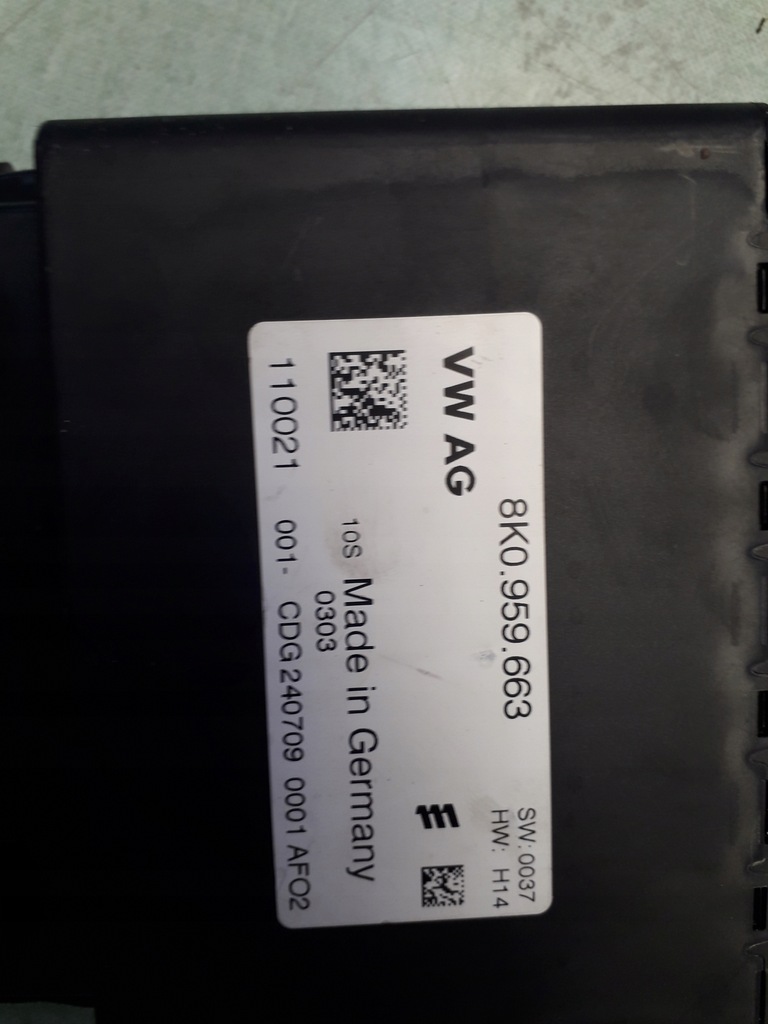 8K0.959.663
SW:0037
HW: H14
VW AG
10S Made in Germany
0303
110021 001- CDG240709 0001 AFO2